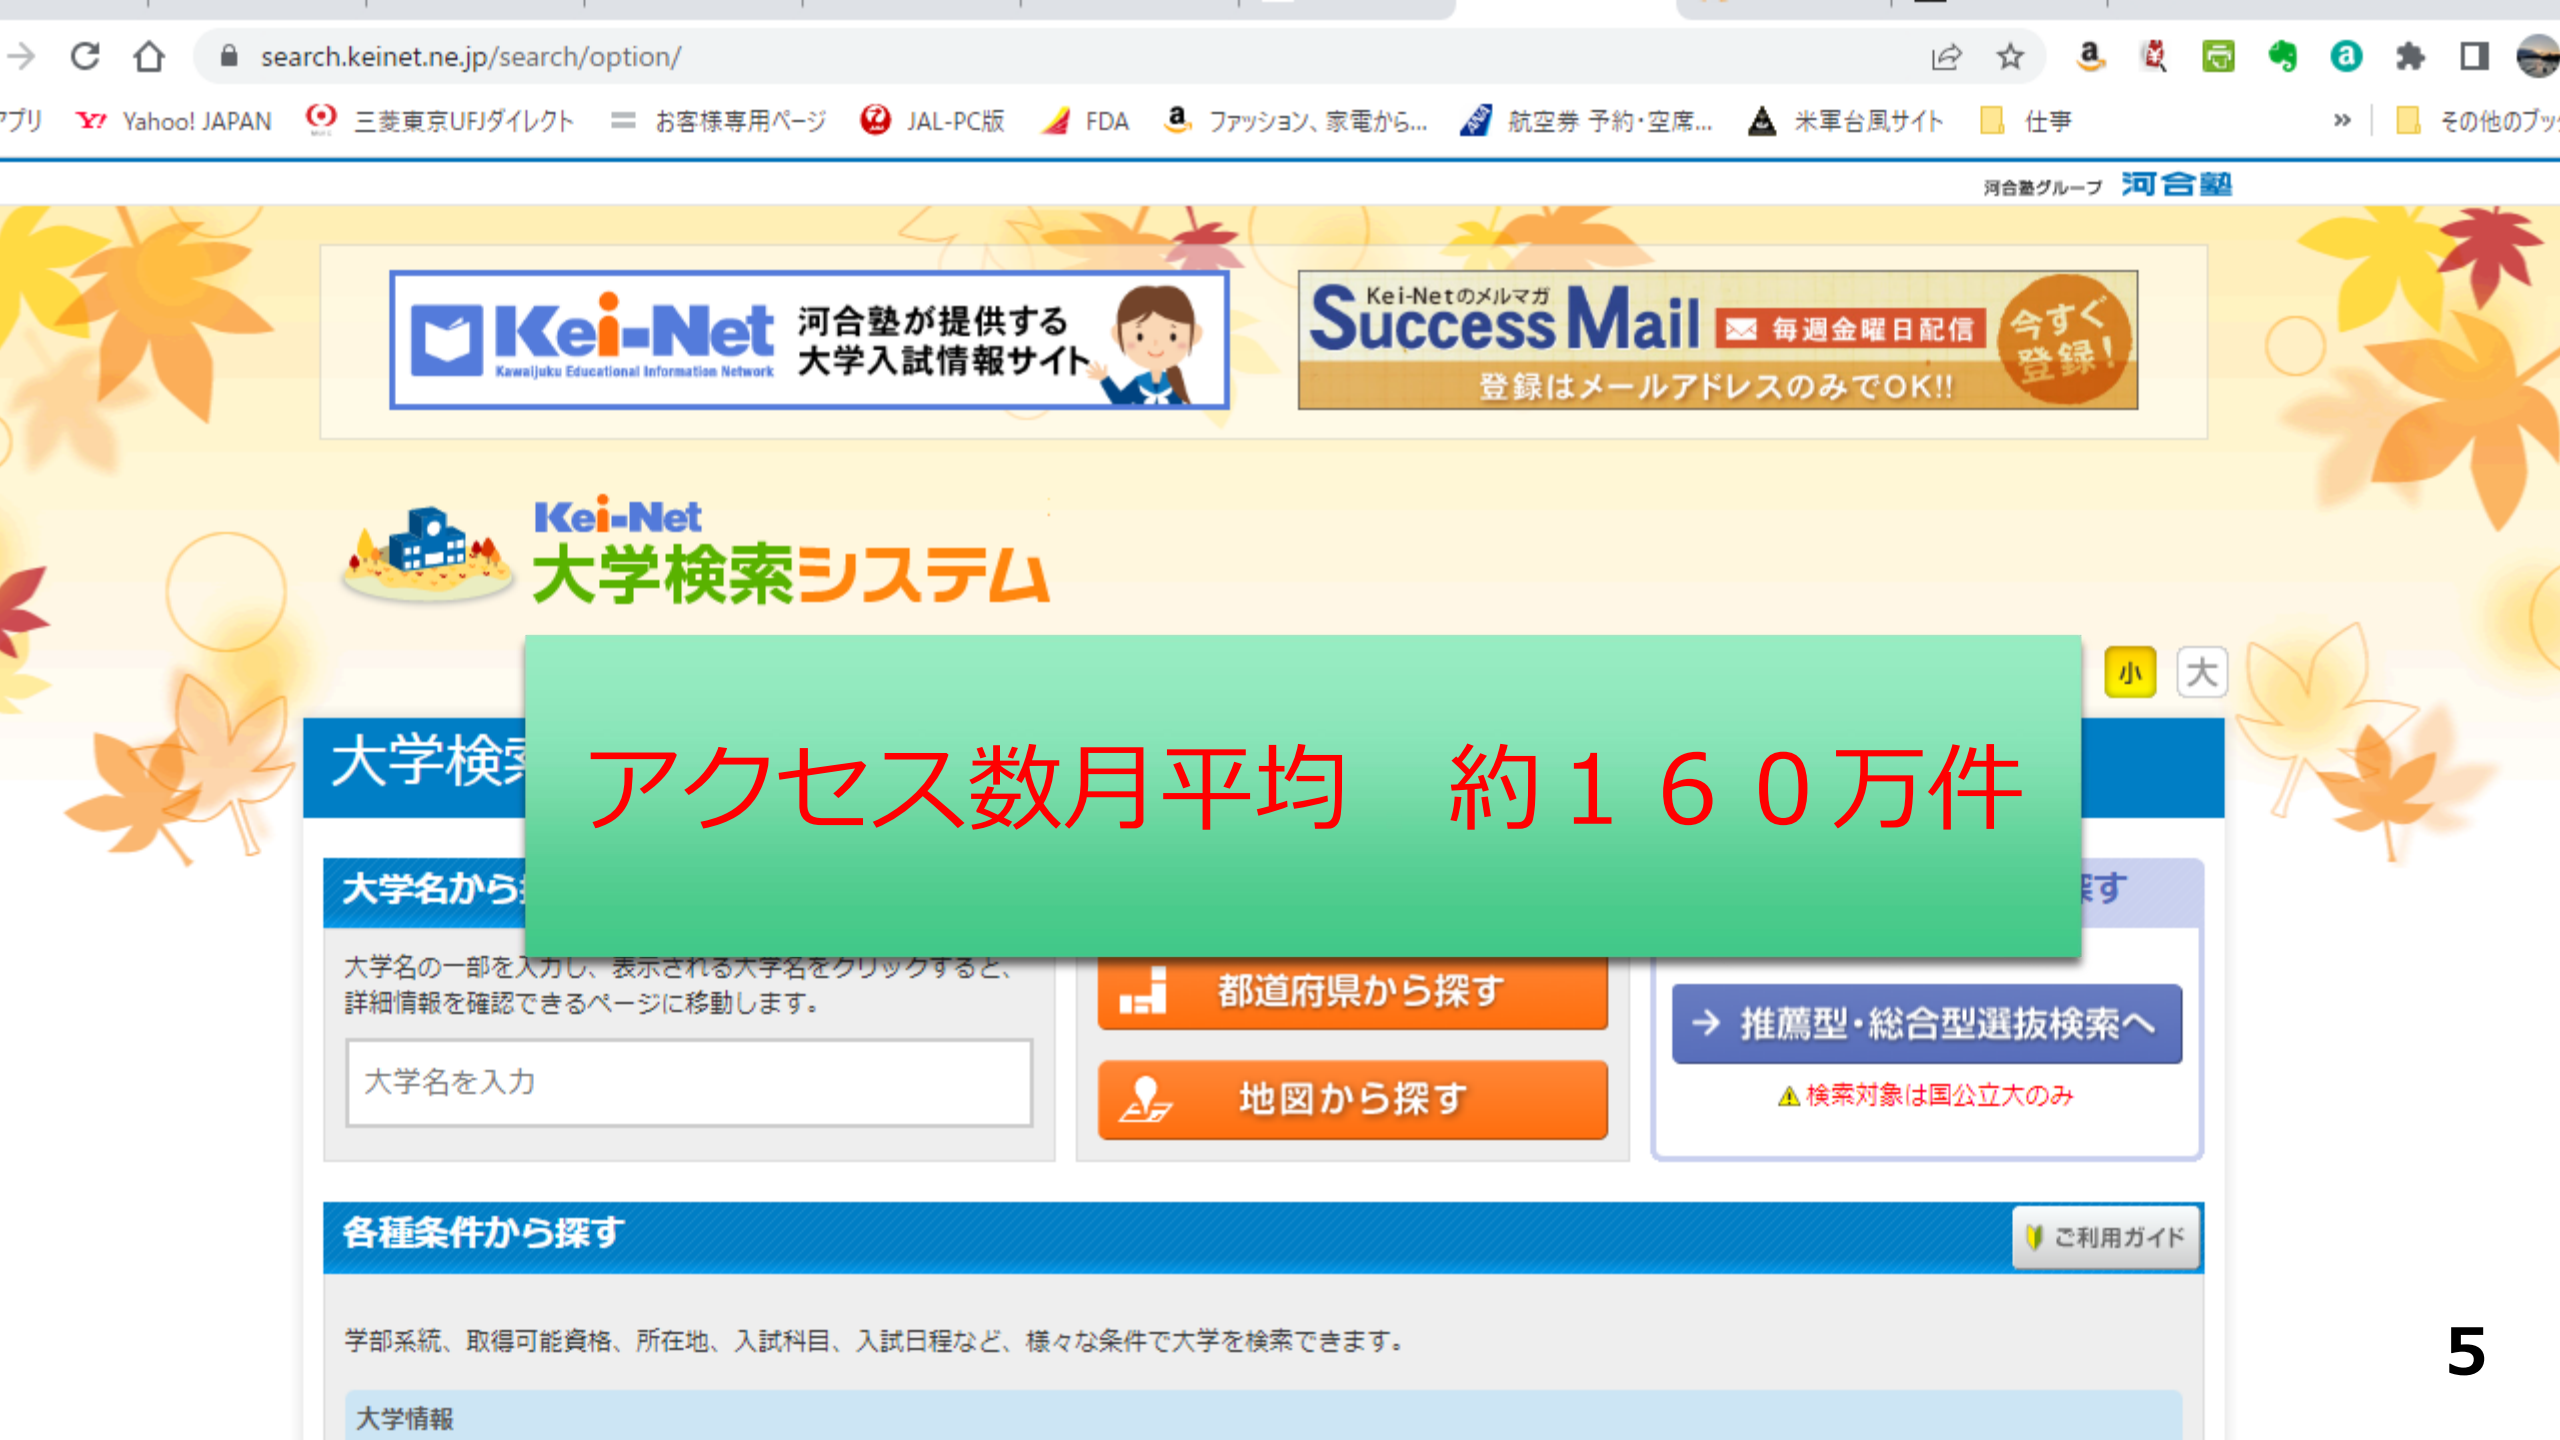 search.keinet.ne.jp/search/option/
アプリ Yahoo! JAPAN 三菱東京UFJダイレクト お客様専用ページ JAL-PC版 FDA ファッション、家電から... 航空券 予約・空席... 米軍台風サイト 仕事 » その他のブック
河合塾グループ 河合塾
Kei-Net
Kawaijuku Educational Information Network
河合塾が提供する
大学入試情報サイト
Kei-Netのメルマガ
Success Mail 毎週金曜日配信
今すぐ
登録!
登録はメールアドレスのみでOK!!
Kei-Net
大学検索システム
小 大
大学検索
アクセス数月平均 約160万件
大学名から
探す
大学名の一部を入力し、表示される大学名をクリックすると、
詳細情報を確認できるページに移動します。
大学名を入力
都道府県から探す
地図から探す
→ 推薦型・総合型選抜検索へ
検索対象は国公立大のみ
各種条件から探す
ご利用ガイド
学部系統、取得可能資格、所在地、入試科目、入試日程など、様々な条件で大学を検索できます。
大学情報
5